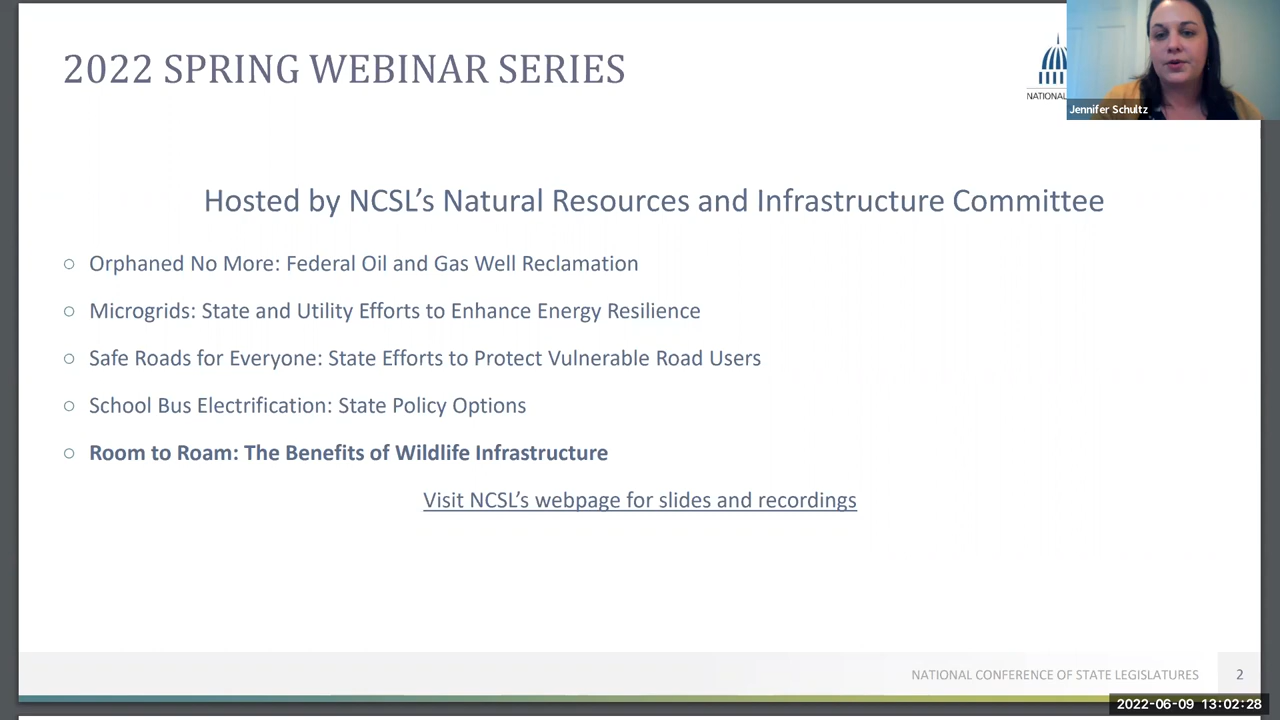 2022 SPRING WEBINAR SERIES
NATIONAL
Jennifer Schultz
Hosted by NCSL's Natural Resources and Infrastructure Committee
○ Orphaned No More: Federal Oil and Gas Well Reclamation
○ Microgrids: State and Utility Efforts to Enhance Energy Resilience
○ Safe Roads for Everyone: State Efforts to Protect Vulnerable Road Users
○ School Bus Electrification: State Policy Options
○ Room to Roam: The Benefits of Wildlife Infrastructure
Visit NCSL's webpage for slides and recordings
NATIONAL CONFERENCE OF STATE LEGISLATURES 2
2022-06-09 13:02:28